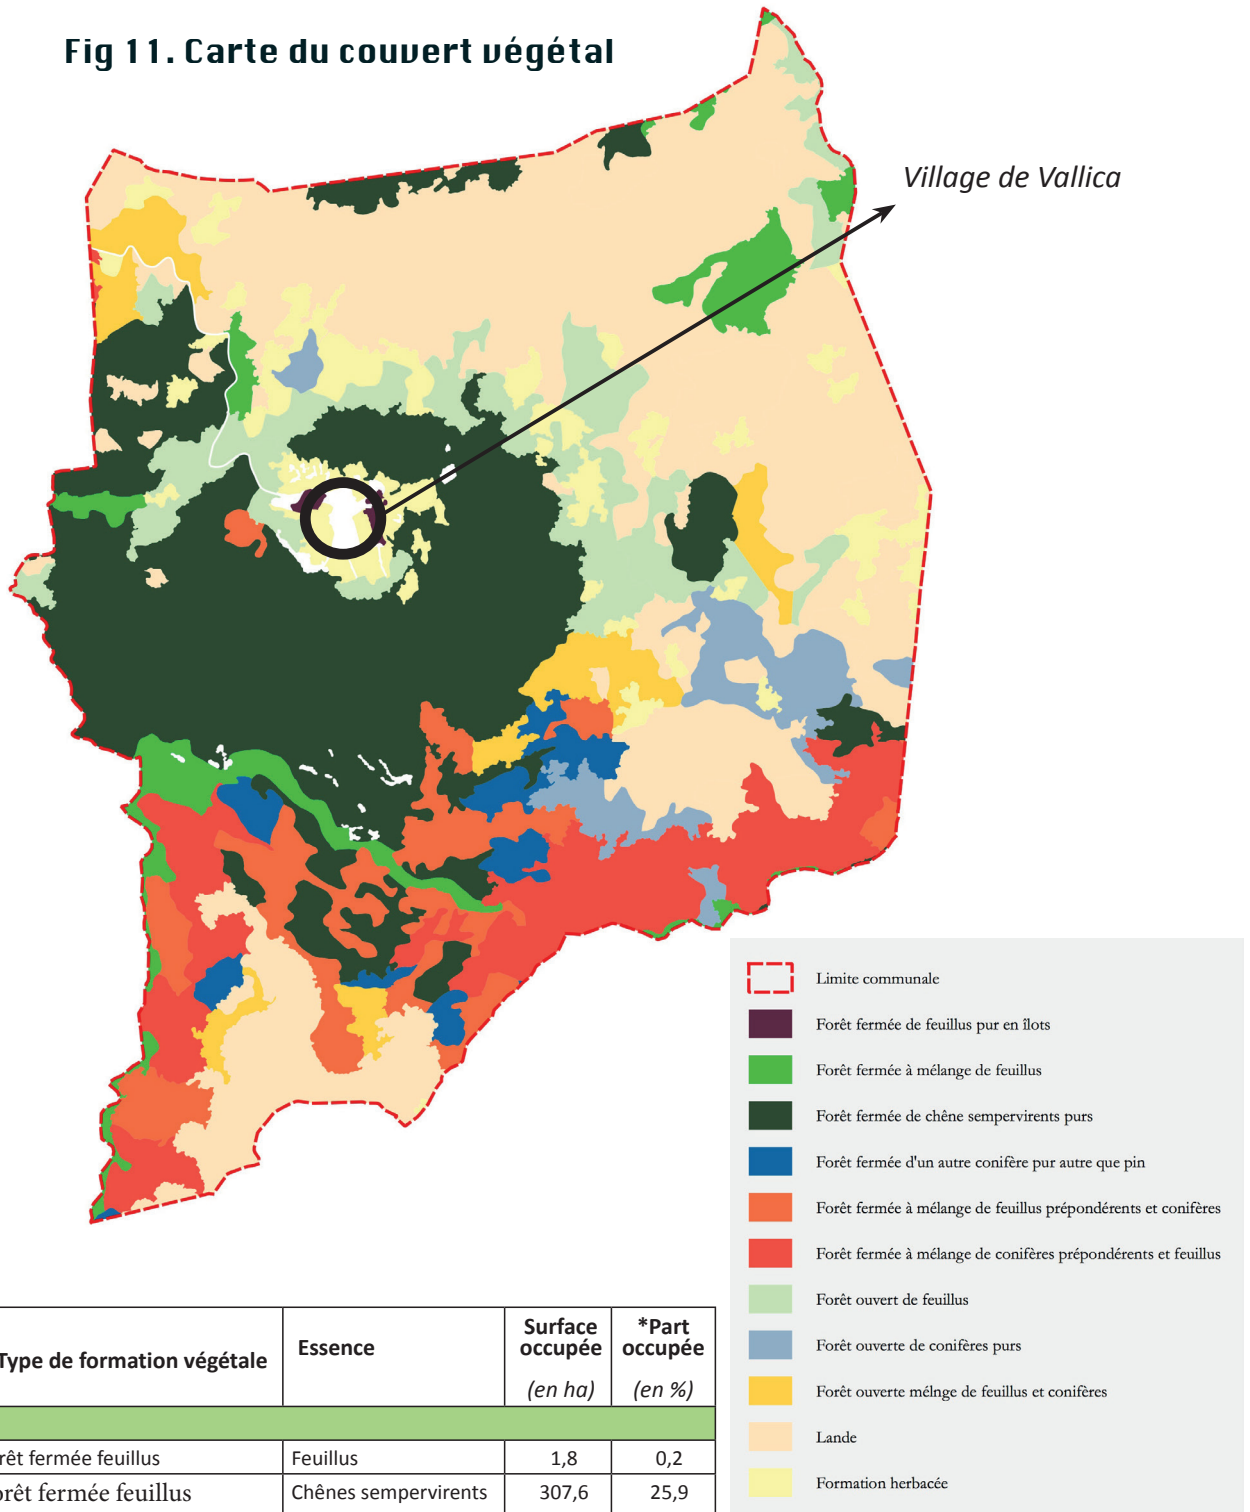 Fig 11. Carte du couvert végétal
Village de Vallica
Limite communale
Forêt fermée de feuillus pur en îlots
Forêt fermée à mélange de feuillus
Forêt fermée de chêne sempervirents purs
Forêt fermée d'un autre conifère pur autre que pin
Forêt fermée à mélange de feuillus prépondérents et conifères
Forêt fermée à mélange de conifères prépondérents et feuillus
Forêt ouvert de feuillus
Forêt ouverte de conifères purs
Forêt ouverte mélnge de feuillus et conifères
Lande
Formation herbacée
Type de formation végétale Essence Surface occupée (en ha) *Part occupée (en %)
rêt fermée feuillus Feuillus 1,8 0,2
orêt fermée feuillus Chênes sempervirents 307,6 25,9